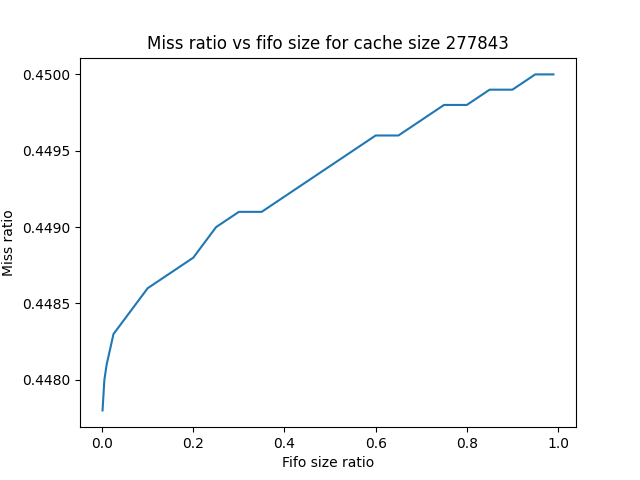 Miss ratio vs fifo size for cache size 277843
0.4500
0.4495
0.4490
0.4485
0.4480
Miss ratio
0.0 0.2 0.4 0.6 0.8 1.0
Fifo size ratio